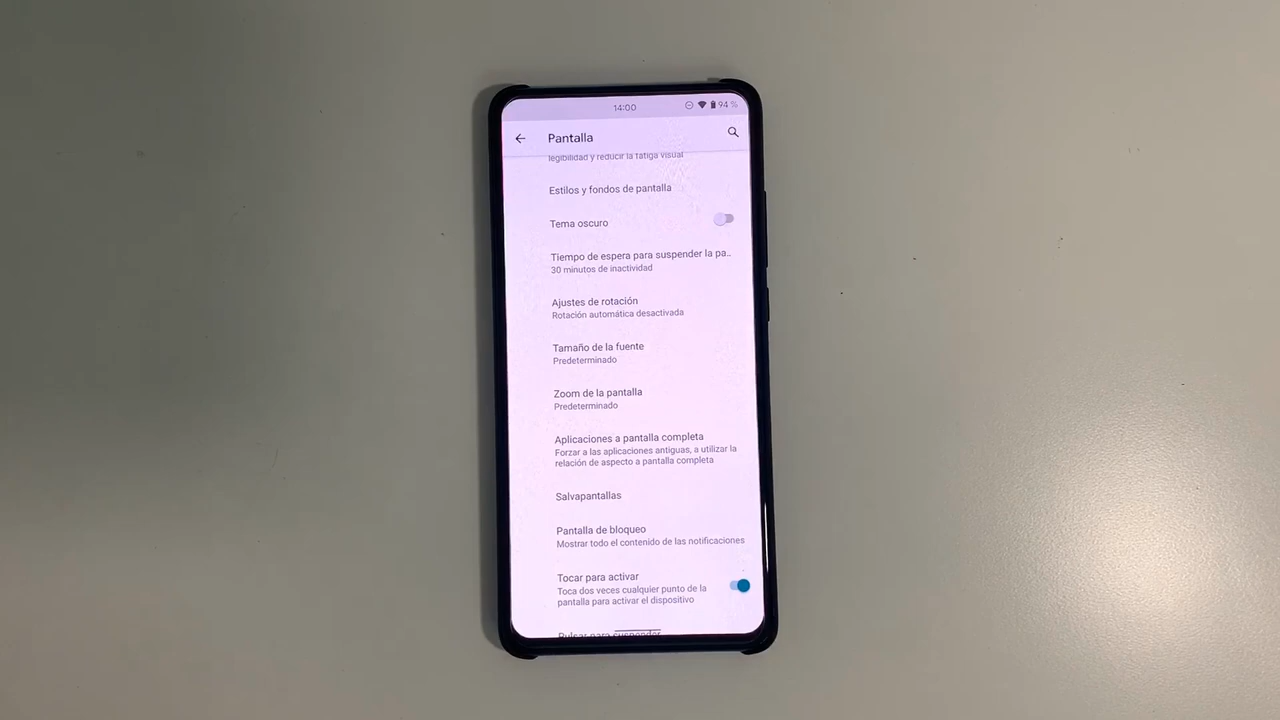 14:00
94 %
Pantalla
legibilidad y reducir la fatiga visual
Estilos y fondos de pantalla
Tema oscuro
Tiempo de espera para suspender la pa..
30 minutos de inactividad
Ajustes de rotación
Rotación automática desactivada
Tamaño de la fuente
Predeterminado
Zoom de la pantalla
Predeterminado
Aplicaciones a pantalla completa
Forzar a las aplicaciones antiguas, a utilizar la
relación de aspecto a pantalla completa
Salvapantallas
Pantalla de bloqueo
Mostrar todo el contenido de las notificaciones
Tocar para activar
Toca dos veces cualquier punto de la
pantalla para activar el dispositivo
Pulsar para suspender